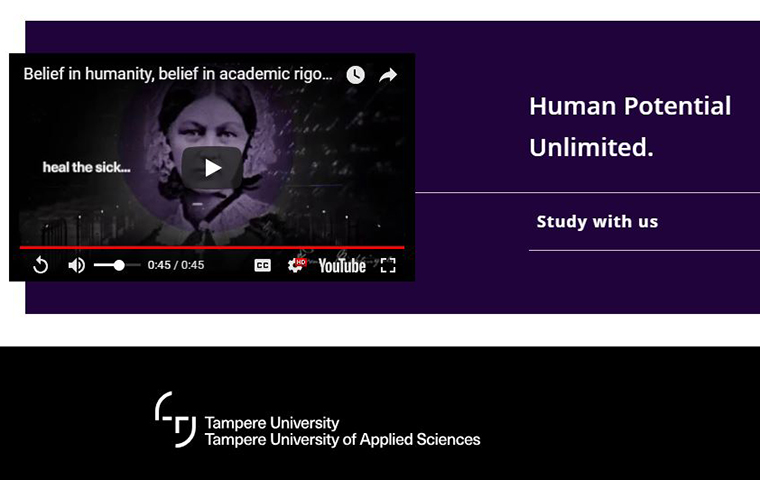 Belief in humanity, belief in academic rigo...
heal the sick...
0:45 / 0:45
CC
HD
YouTube
Human Potential
Unlimited.
Study with us
Tampere University
Tampere University of Applied Sciences